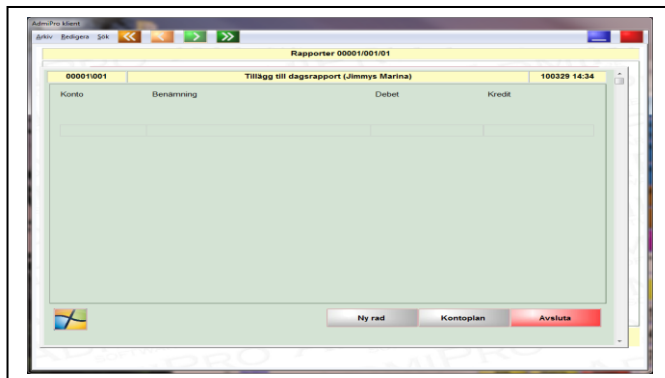 AdmiPro klient
Arkiv Redigera Sök
Rapporter 00001/001/01
00001\001 Tillägg till dagsrapport (Jimmys Marina) 100329 14:34
Konto Benämning Debet Kredit
Ny rad Kontoplan Avsluta
ADMIPRO